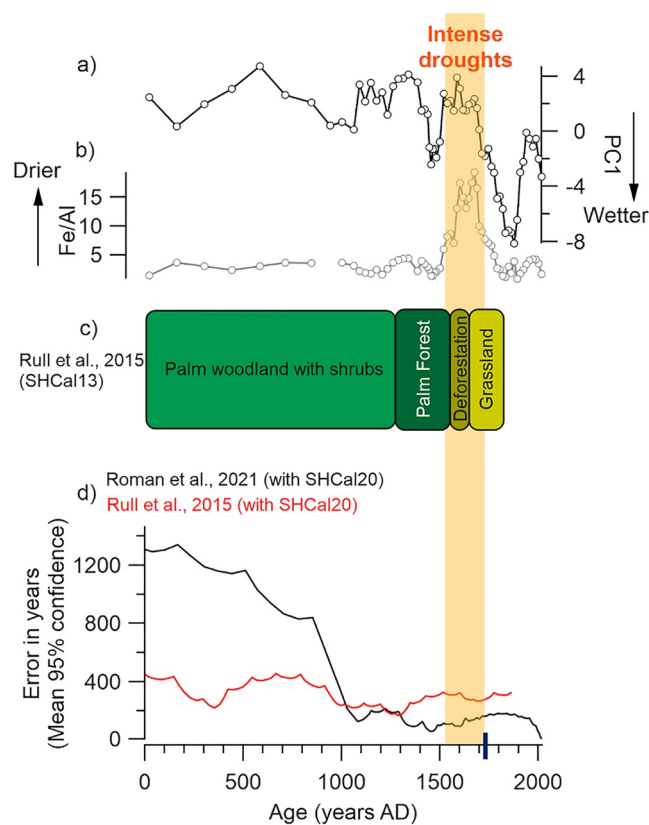 Intense
droughts
a)
4
0
-4
-8
PC1
Wetter
b)
Drier
15
10
5
Fe/Al
c)
Rull et al., 2015
(SHCal13)
Palm woodland with shrubs
Palm Forest
Deforestation
Grassland
Roman et al., 2021 (with SHCal20)
d)
Rull et al., 2015 (with SHCal20)
1200
800
400
0
Error in years
(Mean 95% confidence)
0
500
1000
1500
2000
Age (years AD)